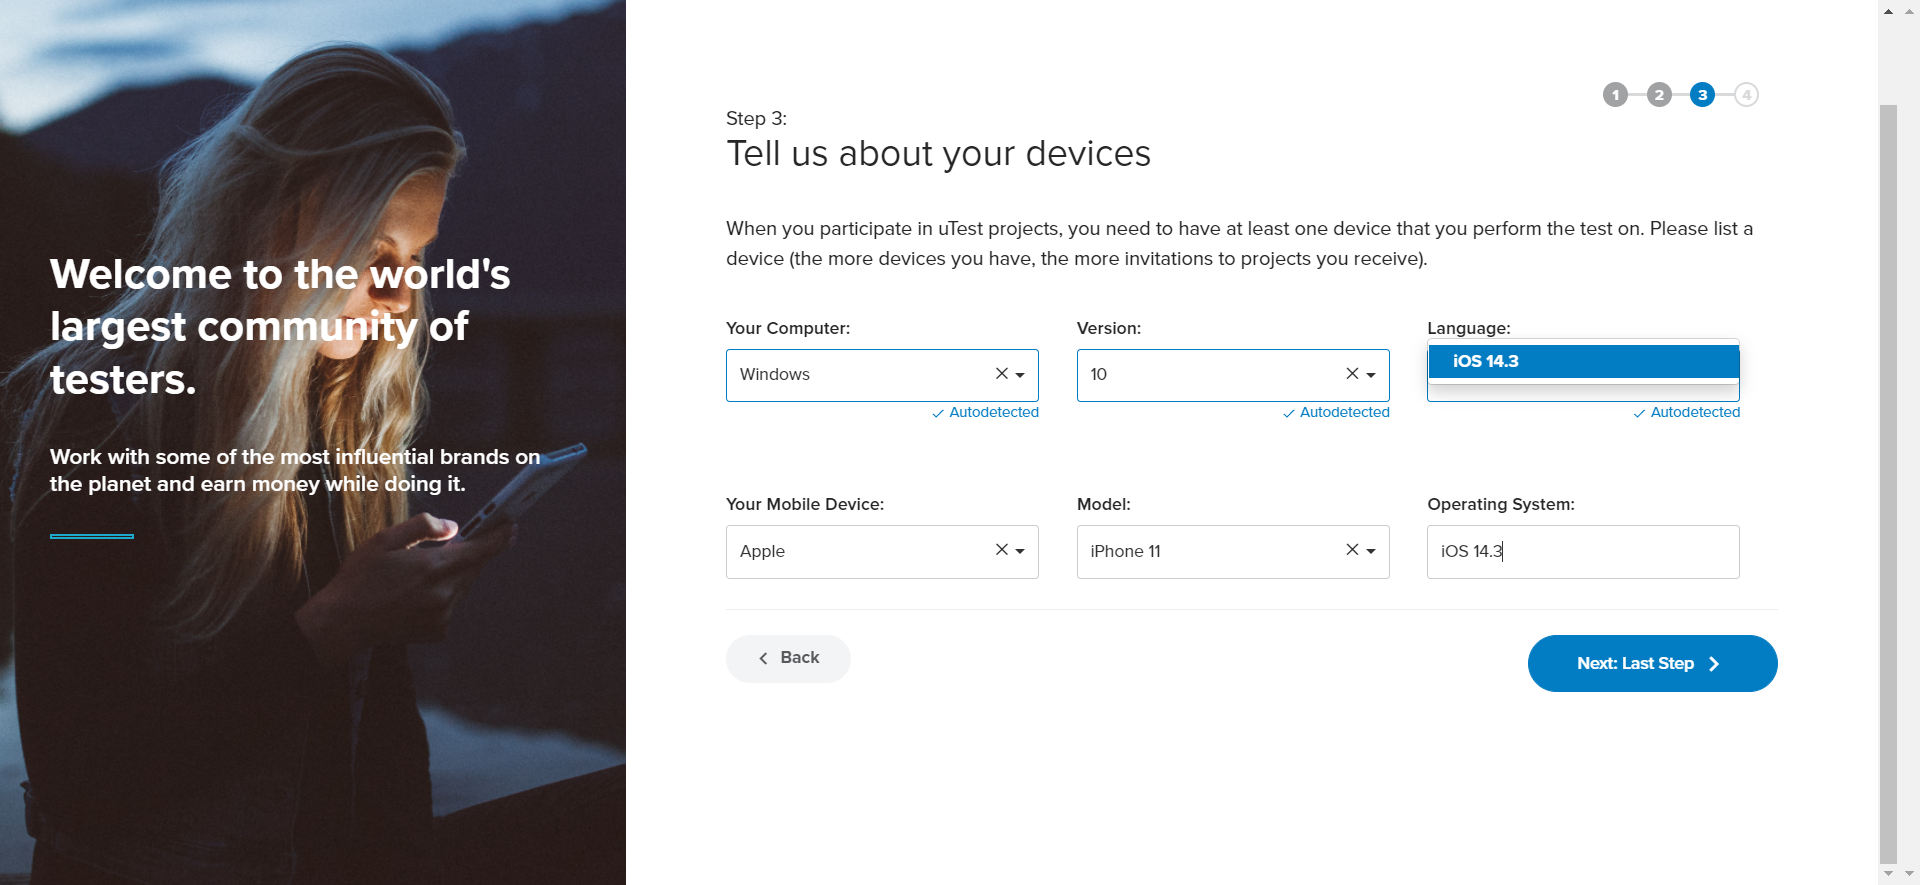 Welcome to the world's
largest community of
testers.
Work with some of the most influential brands on
the planet and earn money while doing it.
1 2 3 4
Step 3:
Tell us about your devices
When you participate in uTest projects, you need to have at least one device that you perform the test on. Please list a
device (the more devices you have, the more invitations to projects you receive).
Your Computer: Version: Language:
iOS 14.3
Windows 10
Autodetected Autodetected Autodetected
Your Mobile Device: Model: Operating System:
Apple iPhone 11 iOS 14.3
Back Next: Last Step